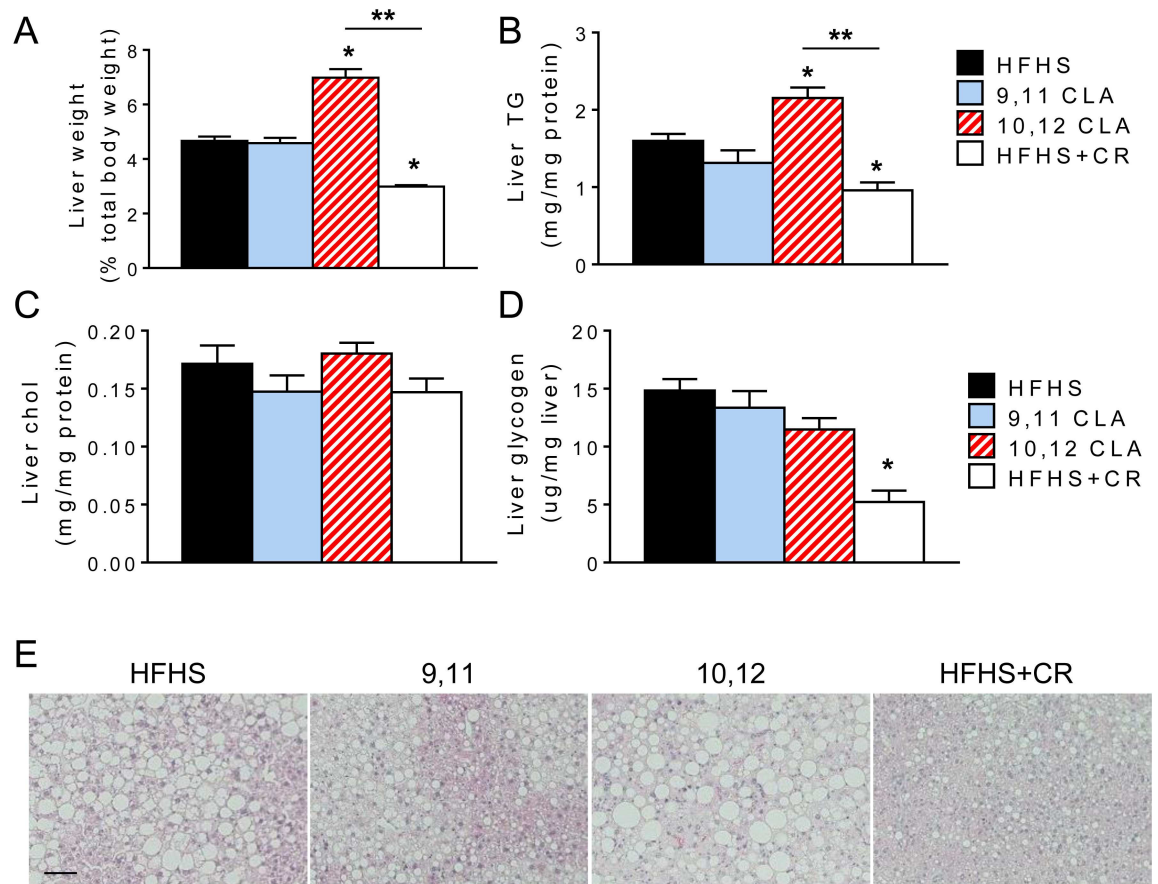 A
Liver weight
(% total body weight)
8
6
4
2
0
*
**
*
B
Liver TG
(mg/mg protein)
3
2
1
0
*
**
*
HFHS
9,11 CLA
10,12 CLA
HFHS+CR
C
Liver chol
(mg/mg protein)
0.20
0.15
0.10
0.05
0.00
D
Liver glycogen
(ug/mg liver)
20
15
10
5
0
*
HFHS
9,11 CLA
10,12 CLA
HFHS+CR
E
HFHS
9,11
10,12
HFHS+CR